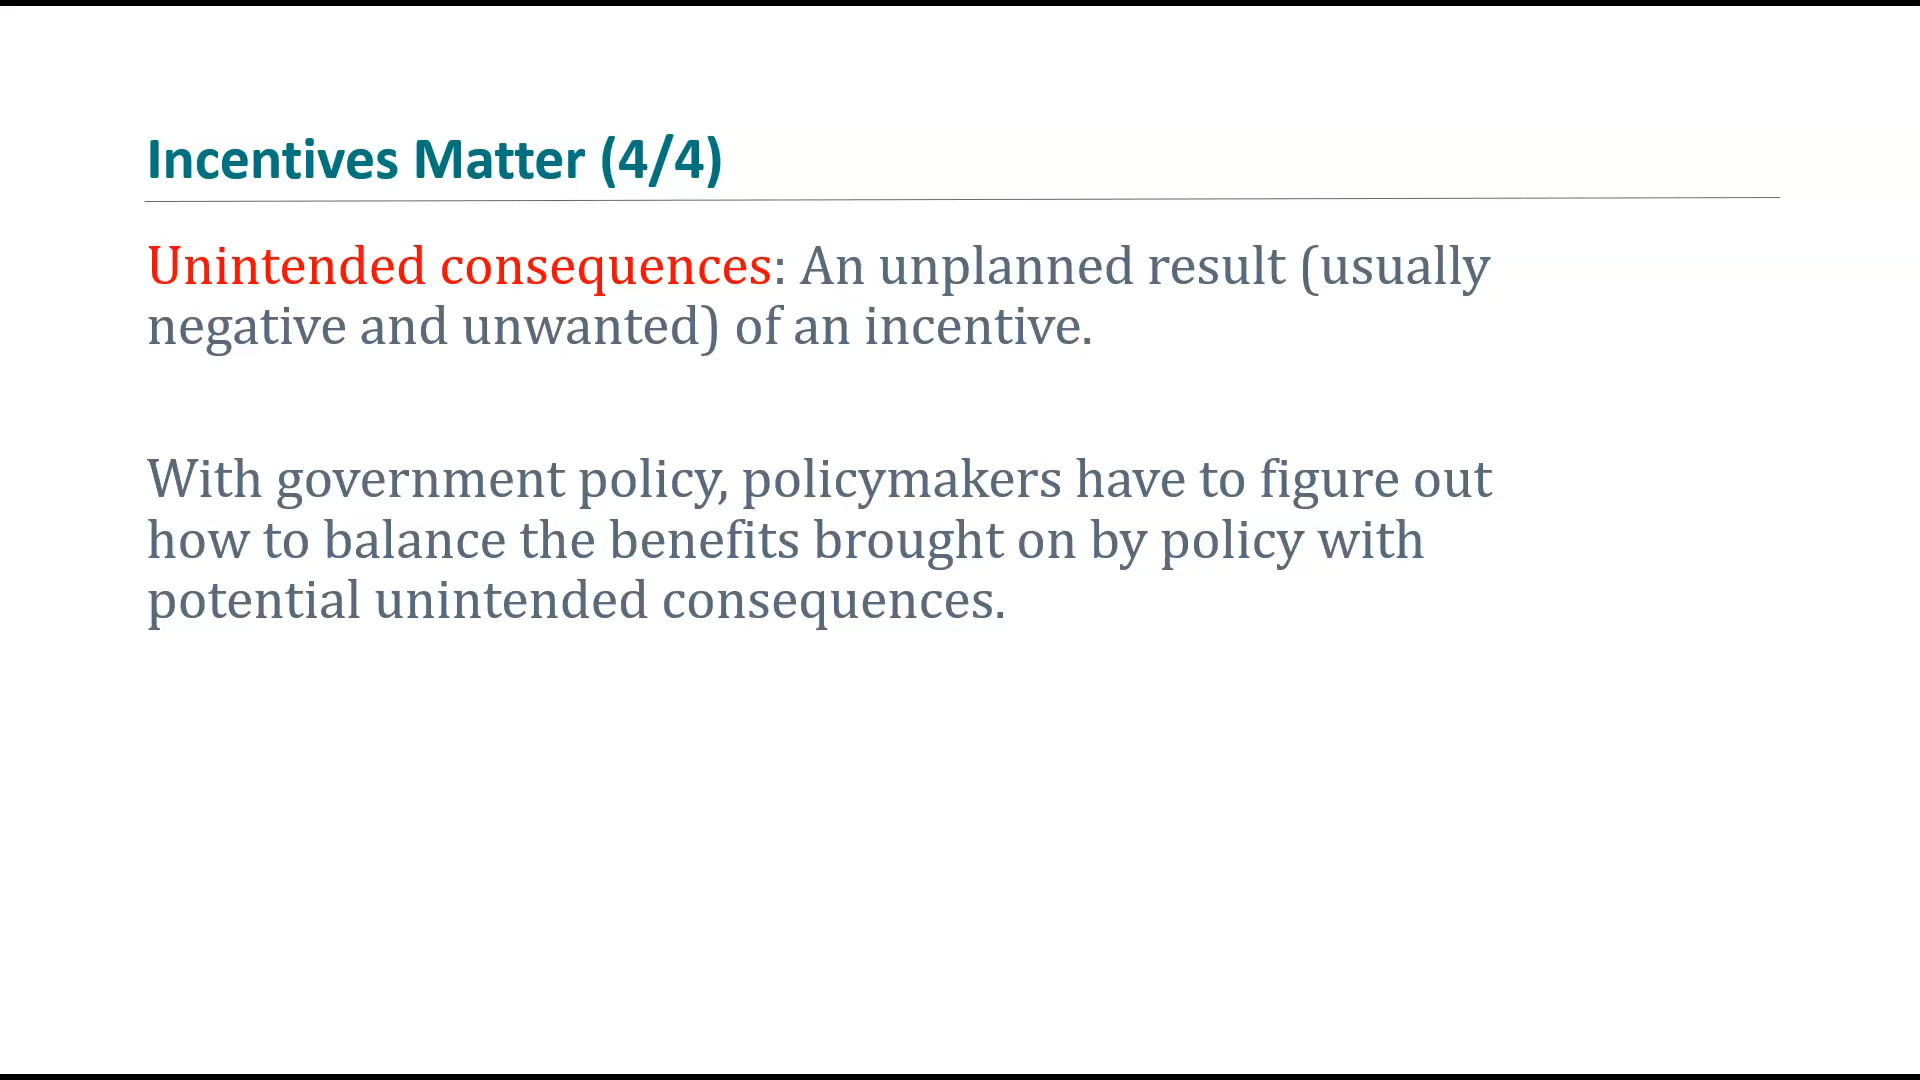 Incentives Matter (4/4)
Unintended consequences: An unplanned result (usually
negative and unwanted) of an incentive.
With government policy, policymakers have to figure out
how to balance the benefits brought on by policy with
potential unintended consequences.